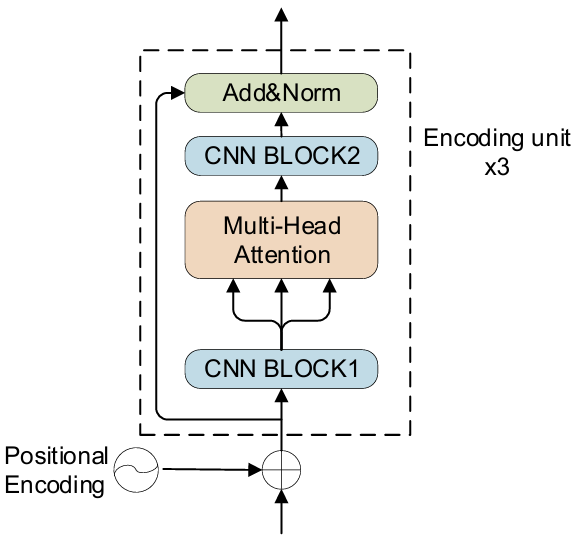 Add&Norm
CNN BLOCK2
Encoding unit
x3
Multi-Head
Attention
CNN BLOCK1
Positional
Encoding